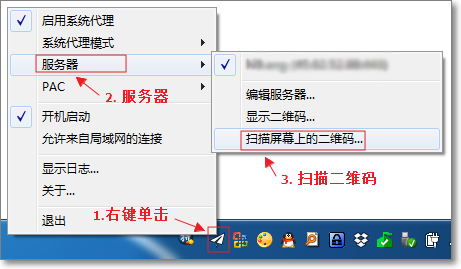 启用系统代理
系统代理模式
服务器
PAC
开机启动
允许来自局域网的连接
显示日志...
关于...
退出
编辑服务器...
显示二维码...
扫描屏幕上的二维码...
1.右键单击
2. 服务器
3. 扫描二维码